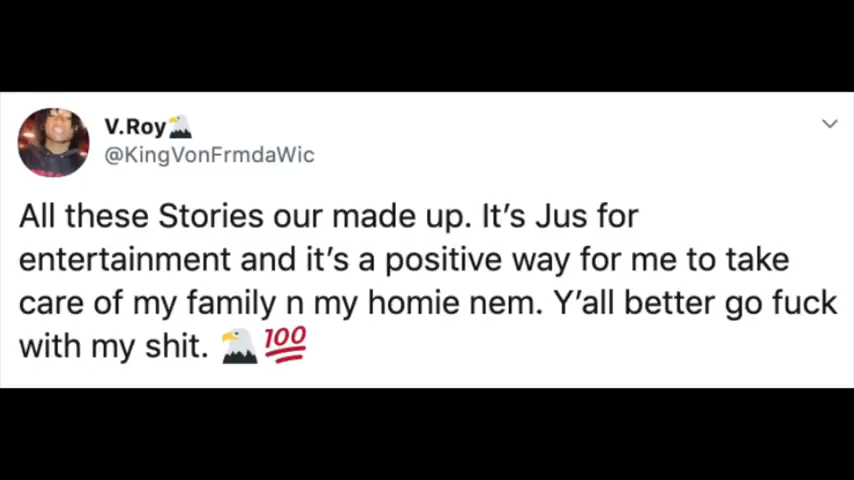 V.Roy🦅
@KingVonFrmdaWic
All these Stories our made up. It’s Jus for
entertainment and it’s a positive way for me to take
care of my family n my homie nem. Y’all better go fuck
with my shit. 🦅💯